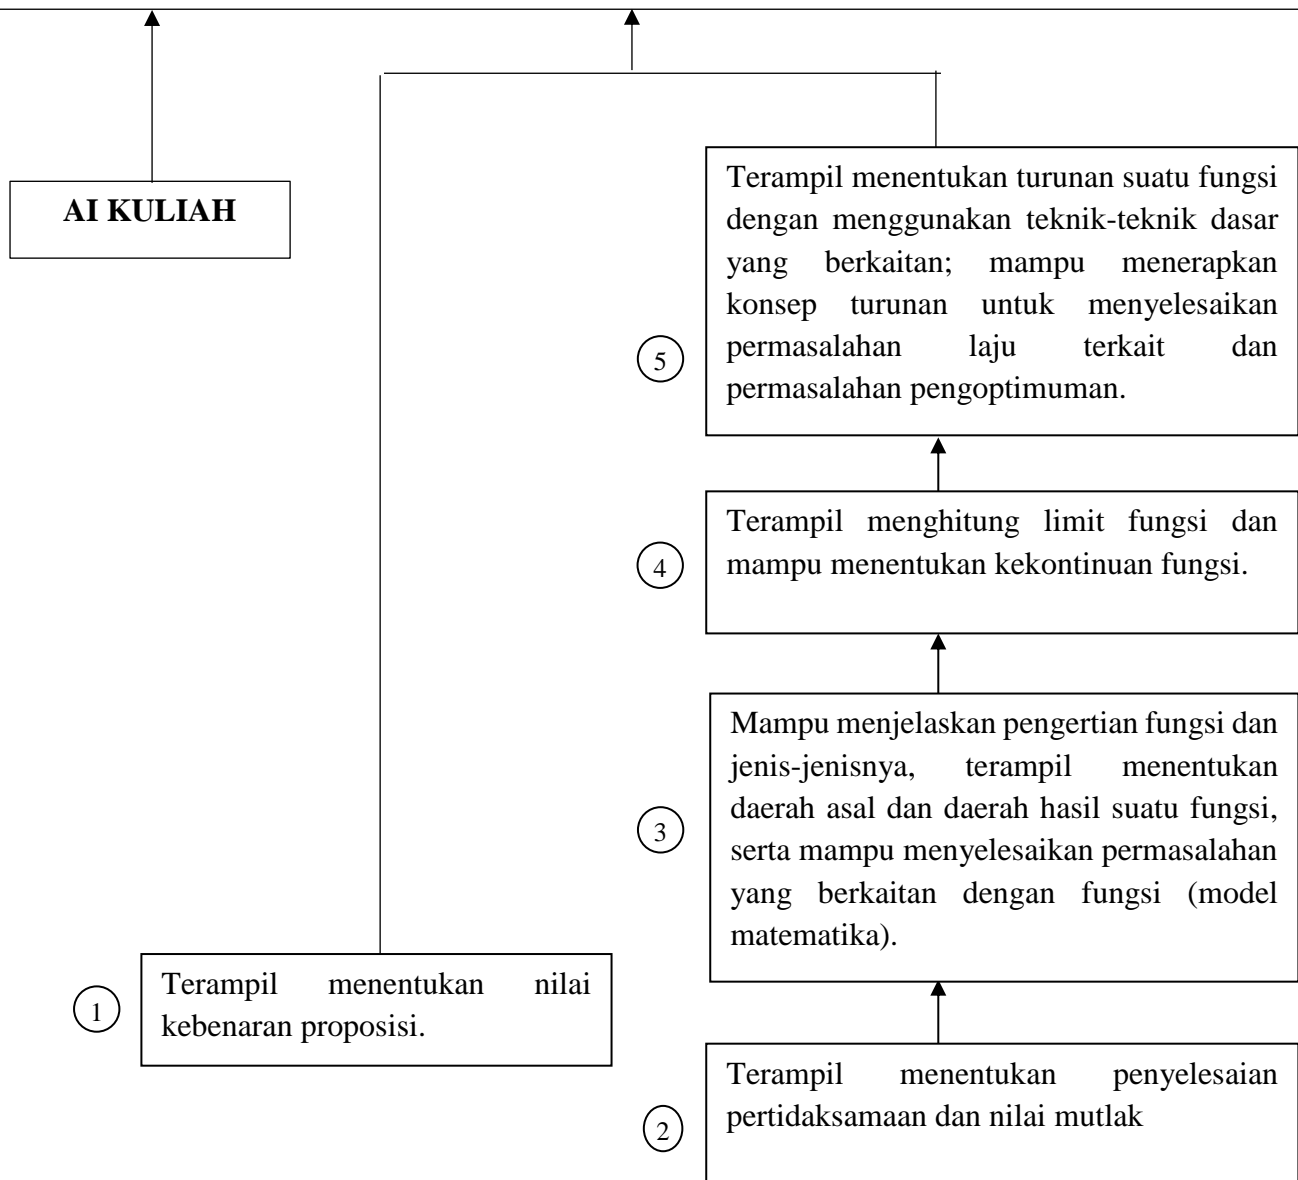 AI KULIAH
Terampil menentukan turunan suatu fungsi
dengan menggunakan teknik-teknik dasar
yang berkaitan; mampu menerapkan
konsep turunan untuk menyelesaikan
permasalahan laju terkait dan
permasalahan pengoptimuman.
5
Terampil menghitung limit fungsi dan
mampu menentukan kekontinuan fungsi.
4
Mampu menjelaskan pengertian fungsi dan
jenis-jenisnya, terampil menentukan
daerah asal dan daerah hasil suatu fungsi,
serta mampu menyelesaikan permasalahan
yang berkaitan dengan fungsi (model
matematika).
3
1
Terampil menentukan nilai
kebenaran proposisi.
Terampil menentukan penyelesaian
pertidaksamaan dan nilai mutlak
2